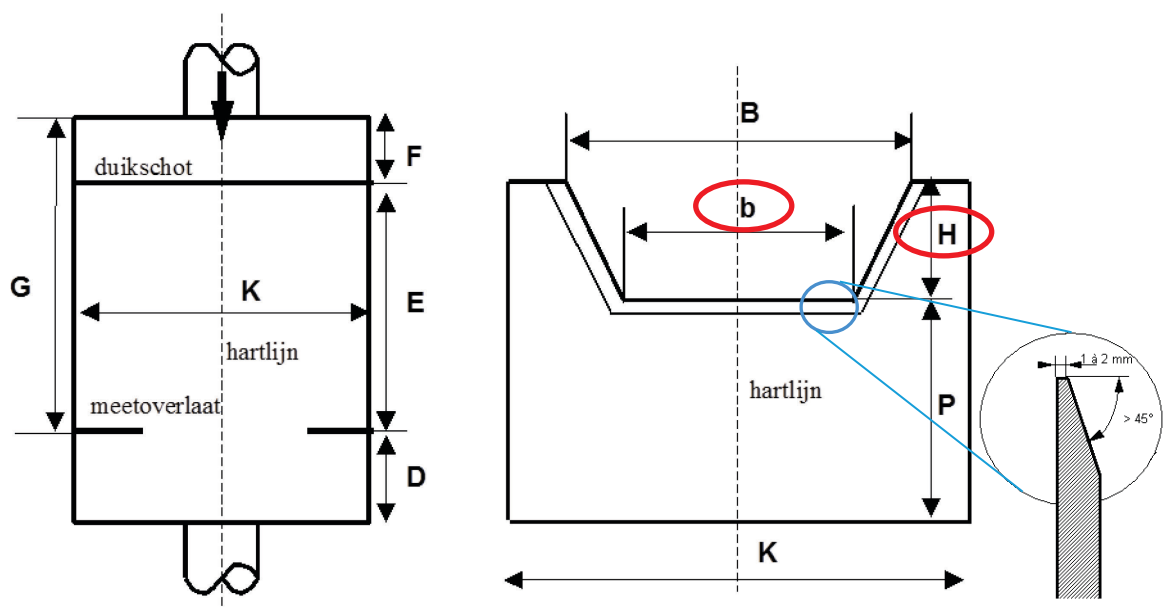 F
duikschot
G
K
E
hartlijn
meetoverlaat
D
B
b
H
hartlijn
P
K
1 à 2 mm
> 45°